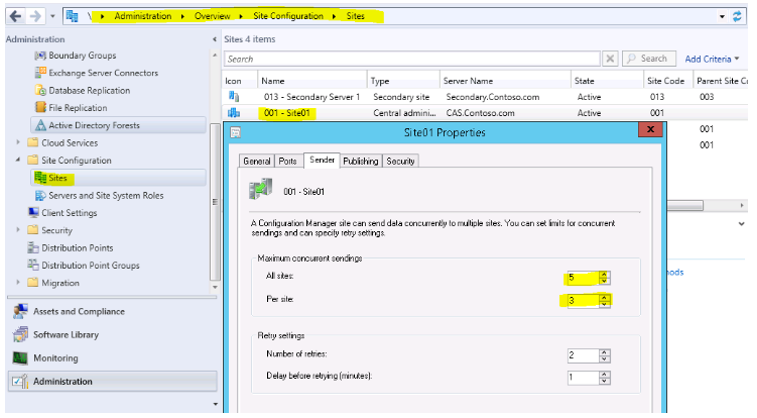 \ ▸ Administration ▸ Overview ▸ Site Configuration ▸ Sites
Administration
Boundary Groups
Exchange Server Connectors
Database Replication
File Replication
Active Directory Forests
Cloud Services
Site Configuration
Sites
Servers and Site System Roles
Client Settings
Security
Distribution Points
Distribution Point Groups
Migration
Assets and Compliance
Software Library
Monitoring
Administration
Sites 4 items
Search
Search
Add Criteria
Icon Name Type Server Name State Site Code Parent Site Co
013 - Secondary Server 1 Secondary site Secondary.Contoso.com Active 013 003
001 - Site01 Central admini... CAS.Contoso.com Active 001
001
001
Site01 Properties
X
General Ports Sender Publishing Security
001 - Site01
A Configuration Manager site can send data concurrently to multiple sites. You can set limits for concurrent
sendings and can specify retry settings.
Maximum concurrent sendings
All sites: 5
Per site: 3
Retry settings
Number of retries: 2
Delay before retrying (minutes): 1
ods